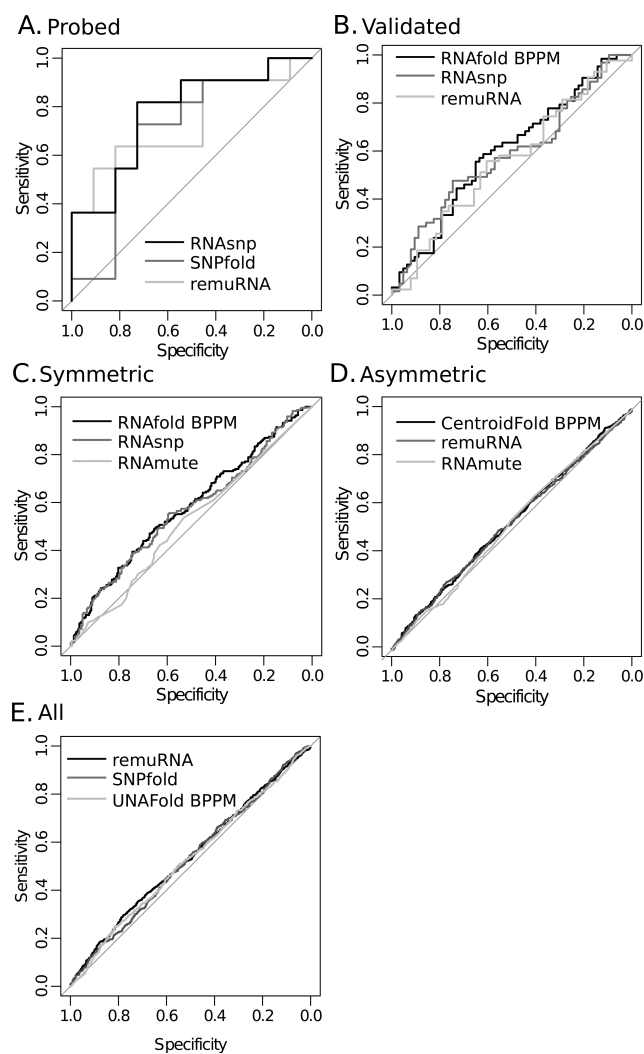 A. Probed
Sensitivity
0.0 0.2 0.4 0.6 0.8 1.0
RNAsnp
SNPfold
remuRNA
1.0 0.8 0.6 0.4 0.2 0.0
Specificity
B. Validated
Sensitivity
0.0 0.2 0.4 0.6 0.8 1.0
RNAfold BPPM
RNAsnp
remuRNA
1.0 0.8 0.6 0.4 0.2 0.0
Specificity
C. Symmetric
Sensitivity
0.0 0.2 0.4 0.6 0.8 1.0
RNAfold BPPM
RNAsnp
RNAmute
1.0 0.8 0.6 0.4 0.2 0.0
Specificity
D. Asymmetric
Sensitivity
0.0 0.2 0.4 0.6 0.8 1.0
CentroidFold BPPM
remuRNA
RNAmute
1.0 0.8 0.6 0.4 0.2 0.0
Specificity
E. All
Sensitivity
0.0 0.2 0.4 0.6 0.8 1.0
remuRNA
SNPfold
UNAFold BPPM
1.0 0.8 0.6 0.4 0.2 0.0
Specificity